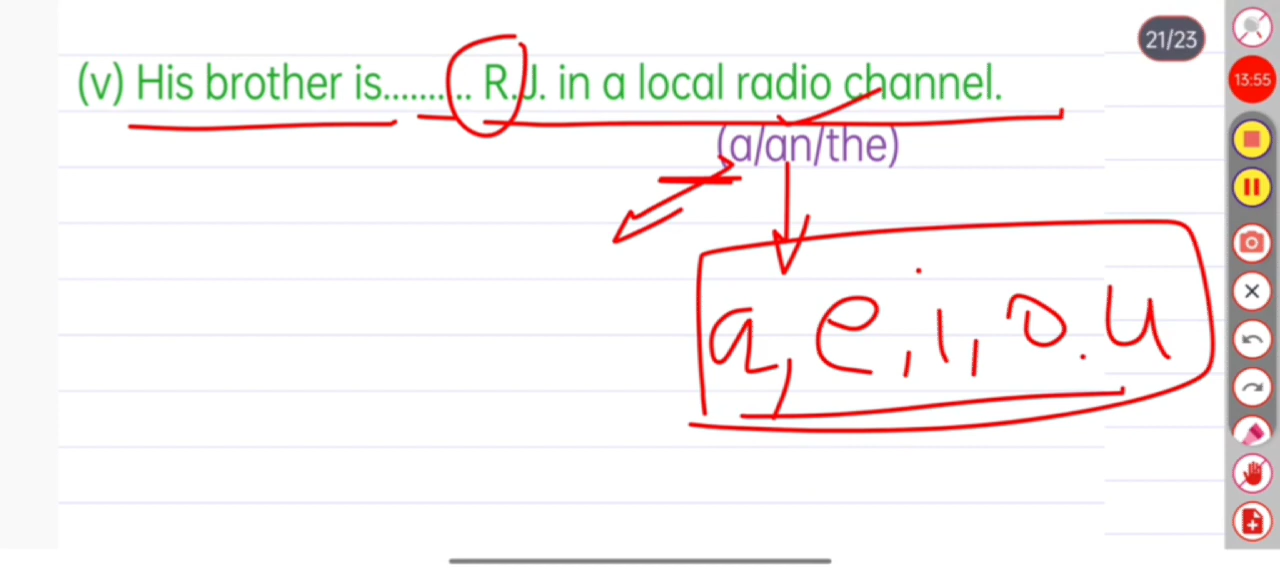 21/23
(v) His brother is.......... R.J. in a local radio channel.
13:55
(a/an/the)
a, e, i, o. u